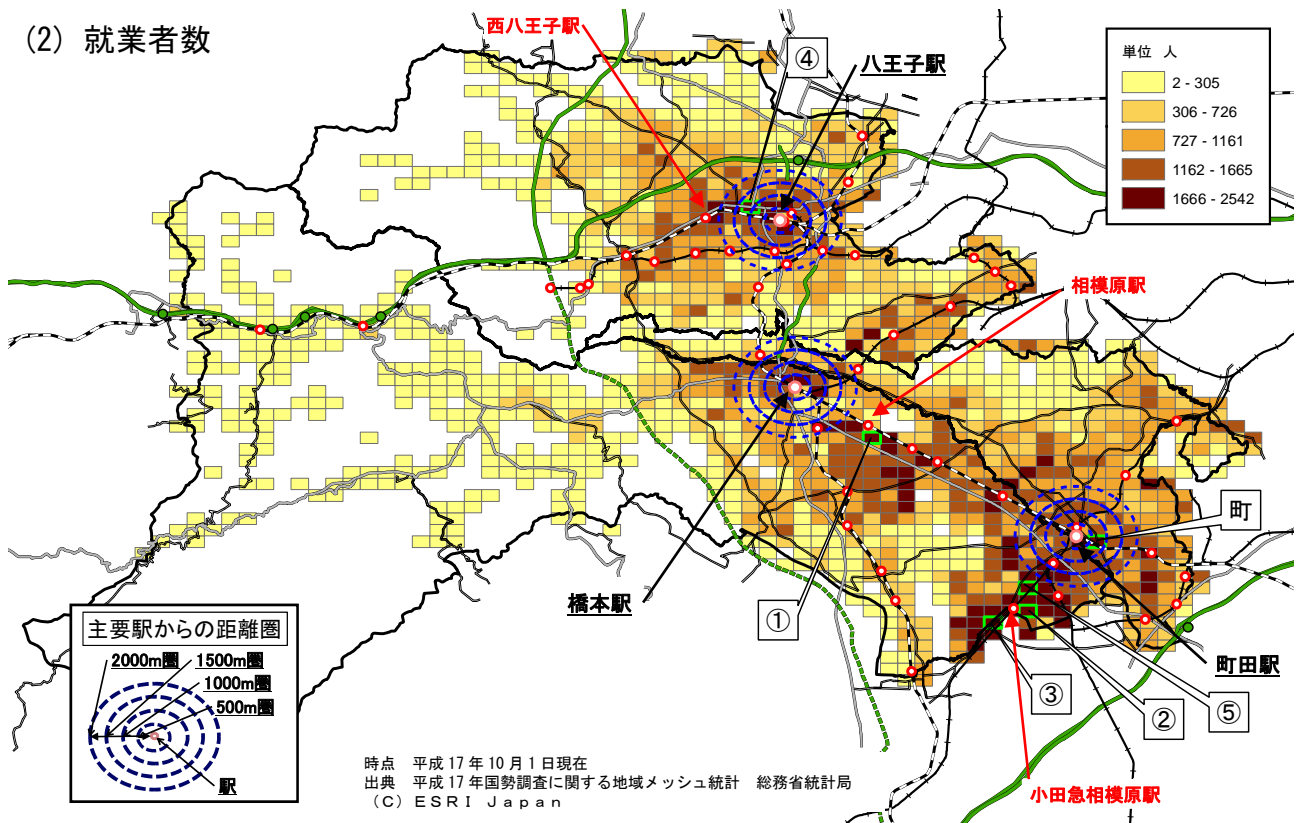 (2) 就業者数
西八王子駅
④
八王子駅
単位 人
2 - 305
306 - 726
727 - 1161
1162 - 1665
1666 - 2542
相模原駅
町
橋本駅
①
町田駅
③
②
⑤
小田急相模原駅
主要駅からの距離圏
2000m圏
1500m圏
1000m圏
500m圏
駅
時点 平成17年10月1日現在
出典 平成17年国勢調査に関する地域メッシュ統計 総務省統計局
(C) ESRI Japan